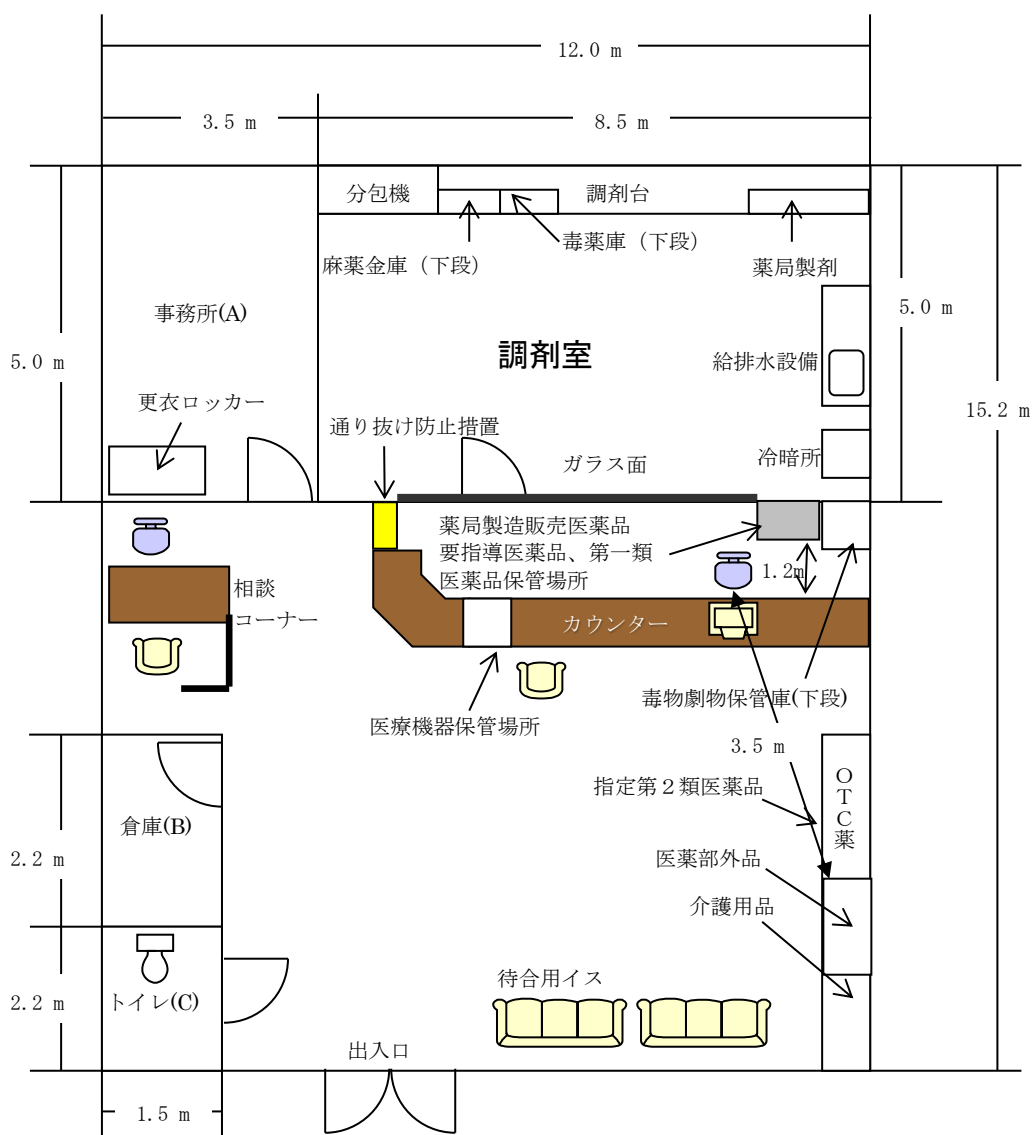 12.0 m
3.5 m
8.5 m
分包機
調剤台
毒薬庫（下段）
麻薬金庫（下段）
薬局製剤
事務所(A)
5.0 m
調剤室
給排水設備
5.0 m
15.2 m
更衣ロッカー
通り抜け防止措置
ガラス面
冷暗所
薬局製造販売医薬品
要指導医薬品、第一類
医薬品保管場所
1.2m
相談
コーナー
カウンター
毒物劇物保管庫(下段)
医療機器保管場所
3.5 m
指定第２類医薬品
ＯＴＣ薬
倉庫(B)
2.2 m
医薬部外品
介護用品
待合用イス
トイレ(C)
2.2 m
出入口
1.5 m